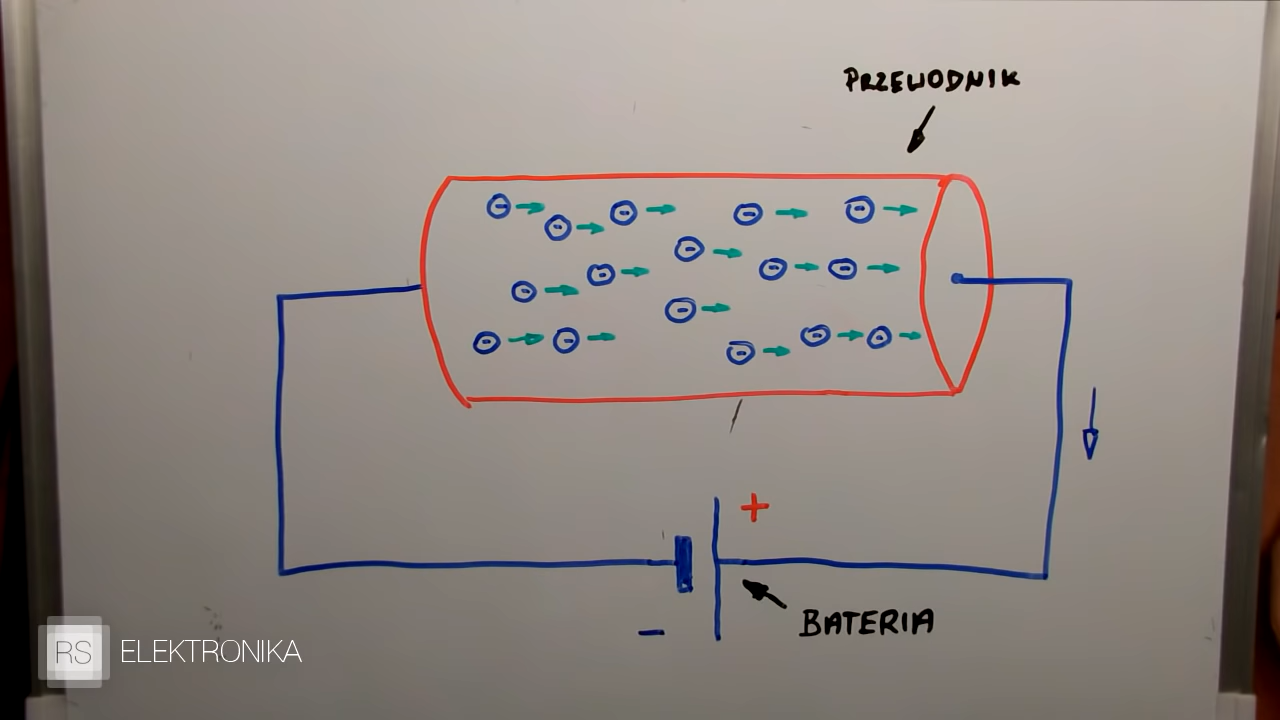 PRZEWODNIK
+
-
BATERIA
RS ELEKTRONIKA